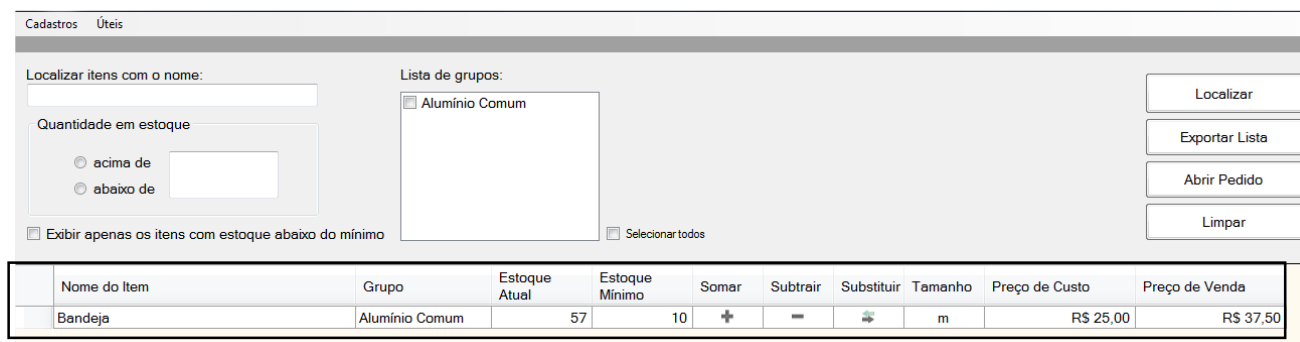 Cadastros Úteis
Localizar itens com o nome:
Lista de grupos:
Alumínio Comum
Quantidade em estoque
acima de
abaixo de
Exibir apenas os itens com estoque abaixo do mínimo
Selecionar todos
Localizar
Exportar Lista
Abrir Pedido
Limpar
Nome do Item Grupo Estoque Atual Estoque Mínimo Somar Subtrair Substituir Tamanho Preço de Custo Preço de Venda
Bandeja Alumínio Comum 57 10 m R$ 25,00 R$ 37,50